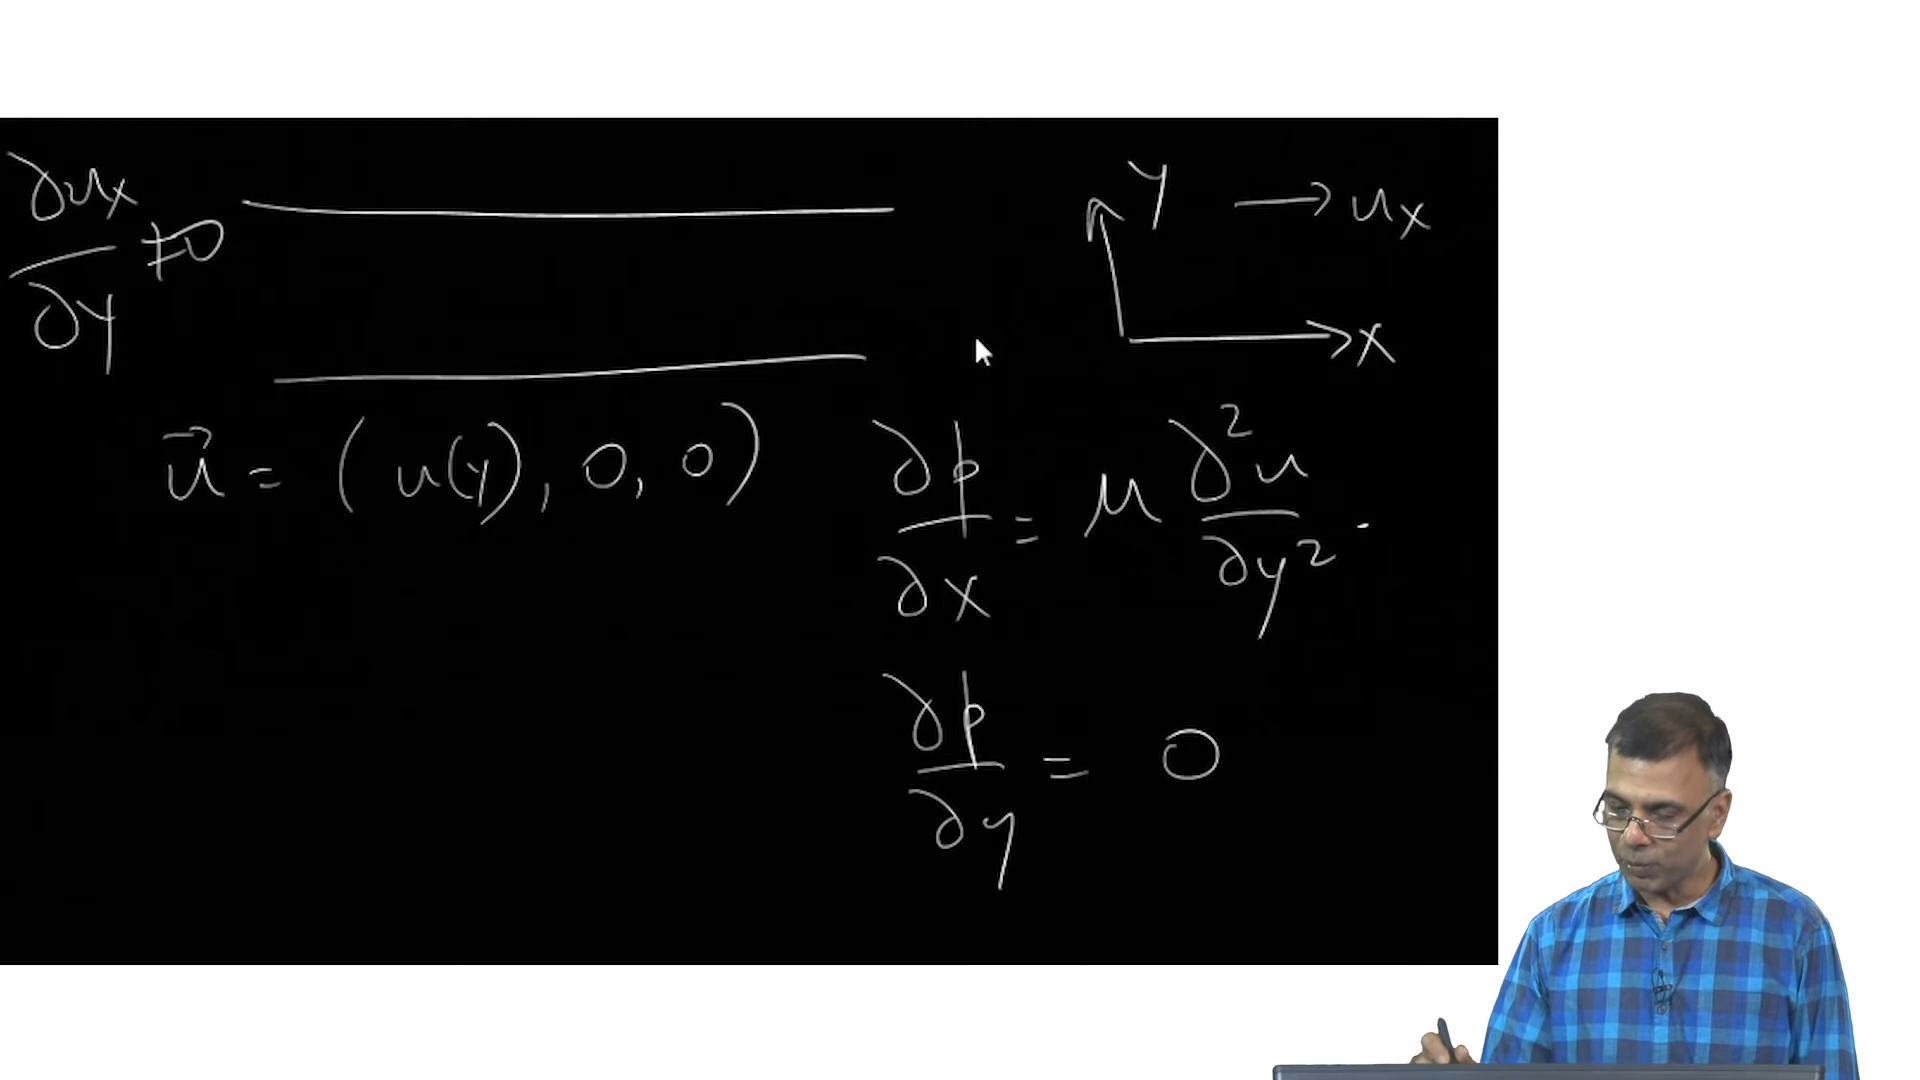 ∂ux/∂y ≠0
y → ux
x
u⃗ = ( u(y), 0, 0)
∂p/∂x = μ ∂²u/∂y²
∂p/∂y = 0